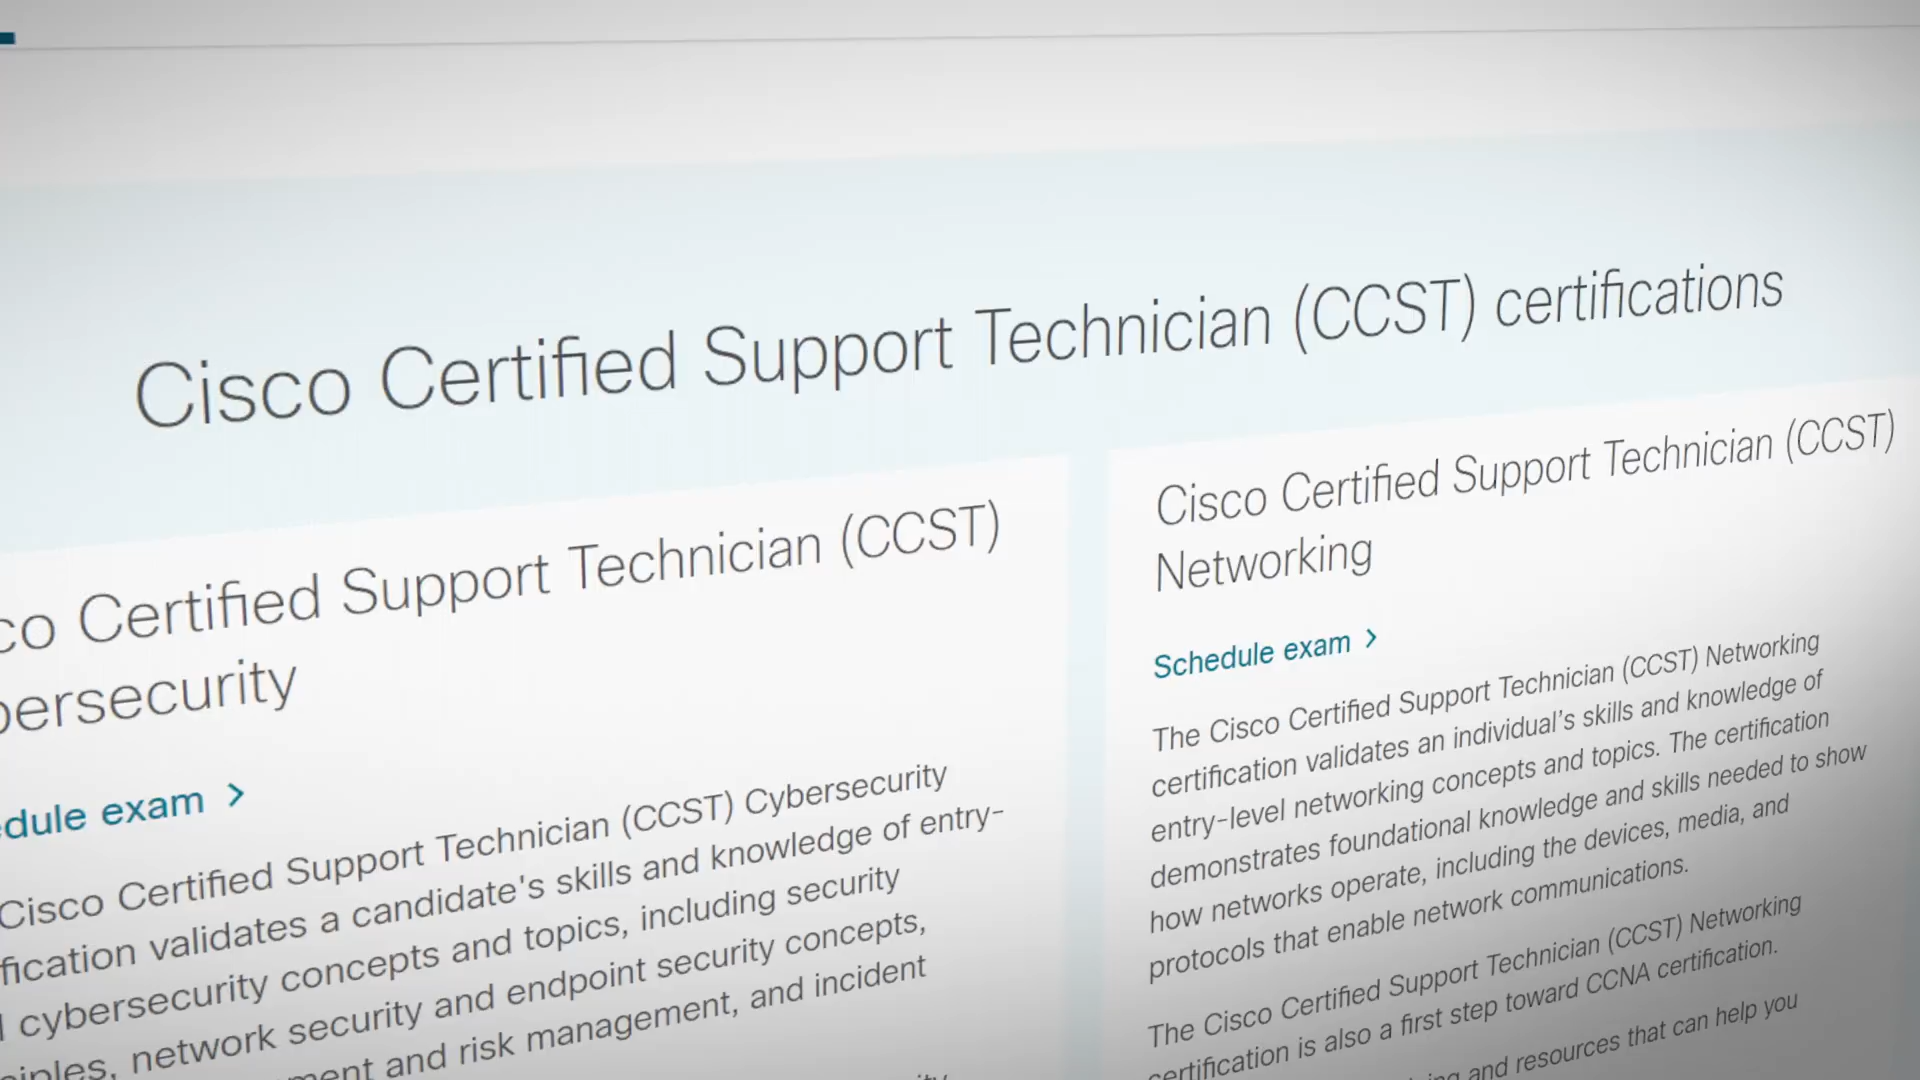 Cisco Certified Support Technician (CCST) certifications
Certified Support Technician (CCST)
exam >
Cisco Certified Support Technician (CCST) Cybersecurity
validates a candidate's skills and knowledge of entry-
cybersecurity concepts and topics, including security
network security and endpoint security concepts,
and risk management, and incident
Cisco Certified Support Technician (CCST)
Networking
Schedule exam >
The Cisco Certified Support Technician (CCST) Networking
certification validates an individual’s skills and knowledge of
entry-level networking concepts and topics. The certification
demonstrates foundational knowledge and skills needed to show
how networks operate, including the devices, media, and
protocols that enable network communications.
The Cisco Certified Support Technician (CCST) Networking
certification is also a first step toward CCNA certification.
and resources that can help you